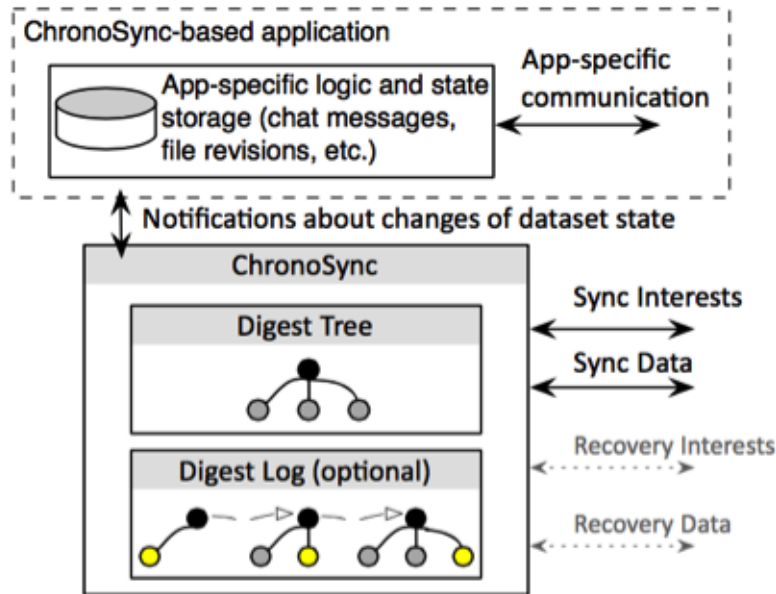 ChronoSync-based application
App-specific logic and state
storage (chat messages,
file revisions, etc.)
App-specific
communication
Notifications about changes of dataset state
ChronoSync
Digest Tree
Sync Interests
Sync Data
Digest Log (optional)
Recovery Interests
Recovery Data